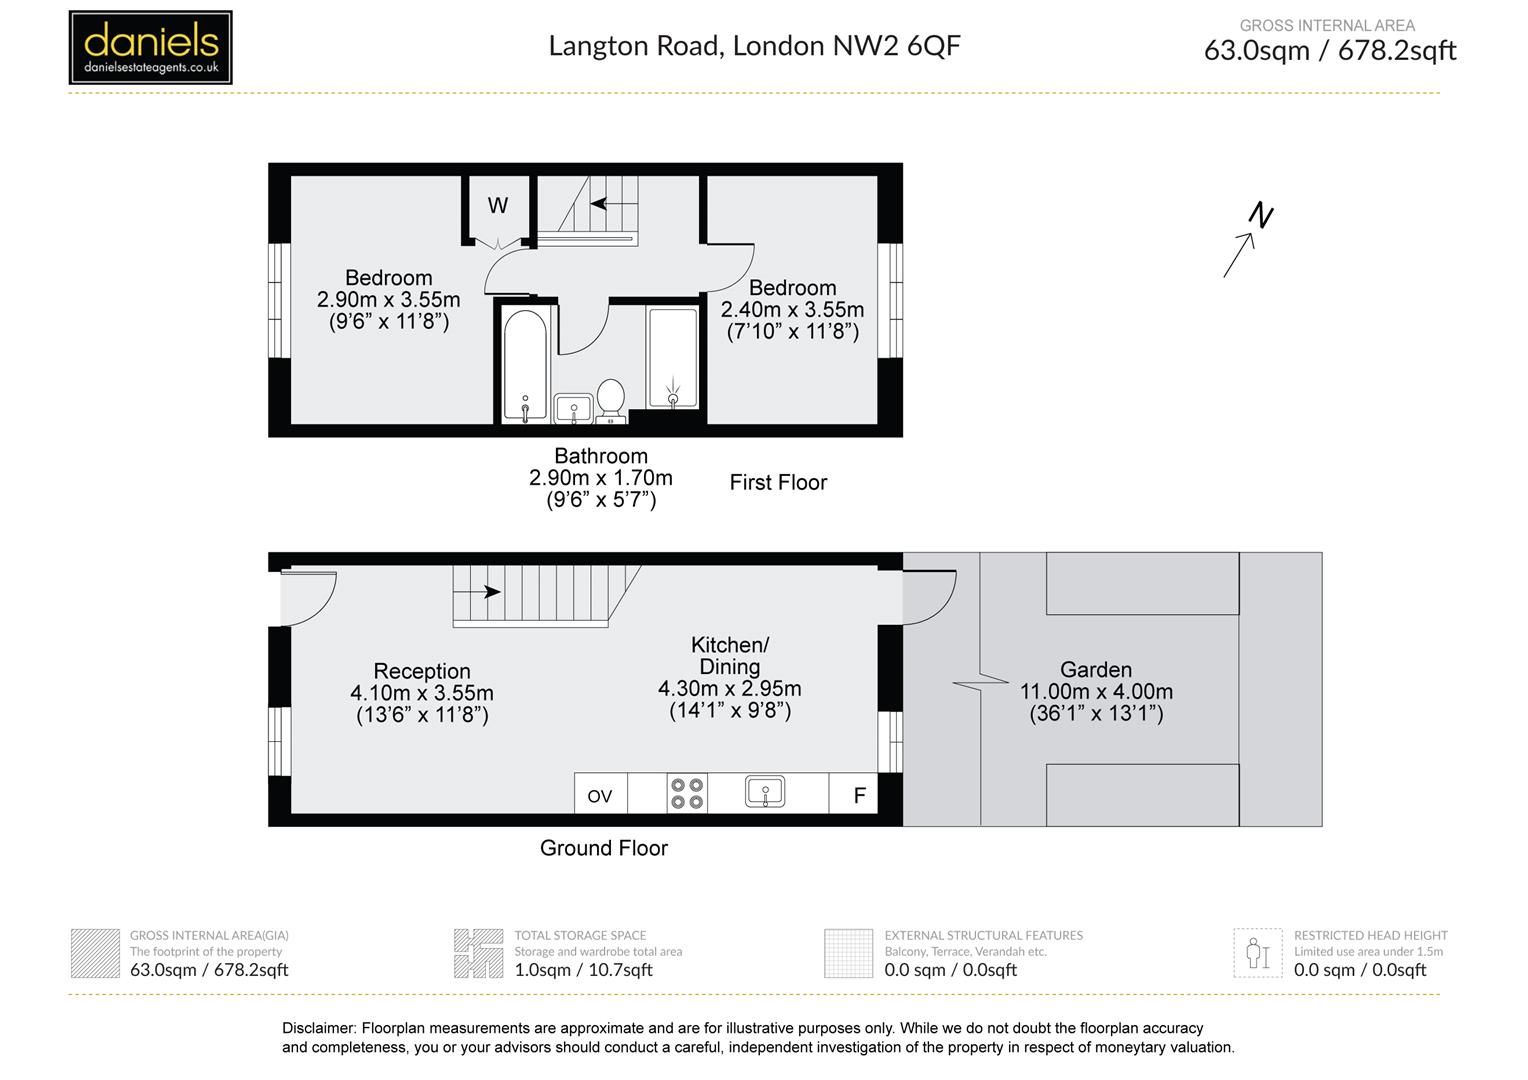 daniels
danielsestateagents.co.uk
Langton Road, London NW2 6QF
GROSS INTERNAL AREA
63.0sqm / 678.2sqft
N
W
Bedroom
2.90m x 3.55m
(9'6” x 11'8”)
Bedroom
2.40m x 3.55m
(7'10” x 11'8”)
Bathroom
2.90m x 1.70m
(9'6” x 5'7”)
First Floor
Reception
4.10m x 3.55m
(13'6” x 11'8”)
Kitchen/
Dining
4.30m x 2.95m
(14'1” x 9'8”)
Garden
11.00m x 4.00m
(36'1” x 13'1”)
OV
F
Ground Floor
GROSS INTERNAL AREA(GIA)
The footprint of the property
63.0sqm / 678.2sqft
TOTAL STORAGE SPACE
Storage and wardrobe total area
1.0sqm / 10.7sqft
EXTERNAL STRUCTURAL FEATURES
Balcony, Terrace, Verandah etc.
0.0 sqm / 0.0sqft
RESTRICTED HEAD HEIGHT
Limited use area under 1.5m
0.0 sqm / 0.0sqft
Disclaimer: Floorplan measurements are approximate and are for illustrative purposes only. While we do not doubt the floorplan accuracy
and completeness, you or your advisors should conduct a careful, independent investigation of the property in respect of moneytary valuation.